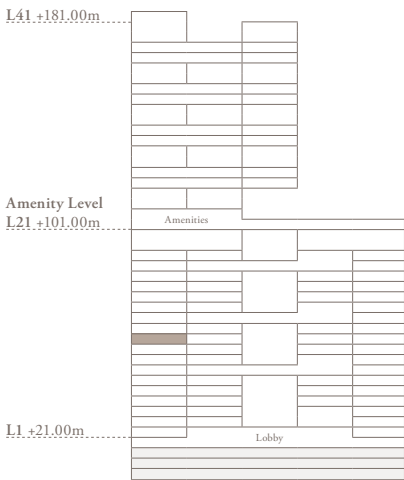 L41 +181.00m
Amenity Level
L21 +101.00m
Amenities
L1 +21.00m
Lobby